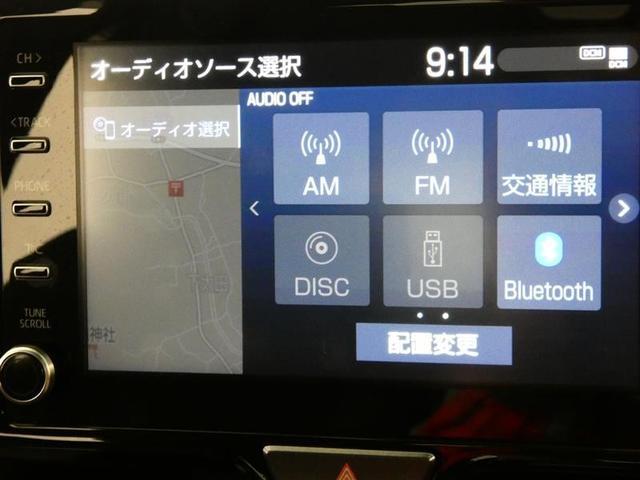 CH >
< TRACK
PHONE
TUNE
SCROLL
オーディオソース選択
9:14
DCM
DCM
オーディオ選択
AUDIO OFF
AM
FM
交通情報
DISC
USB
Bluetooth
配置変更
神社